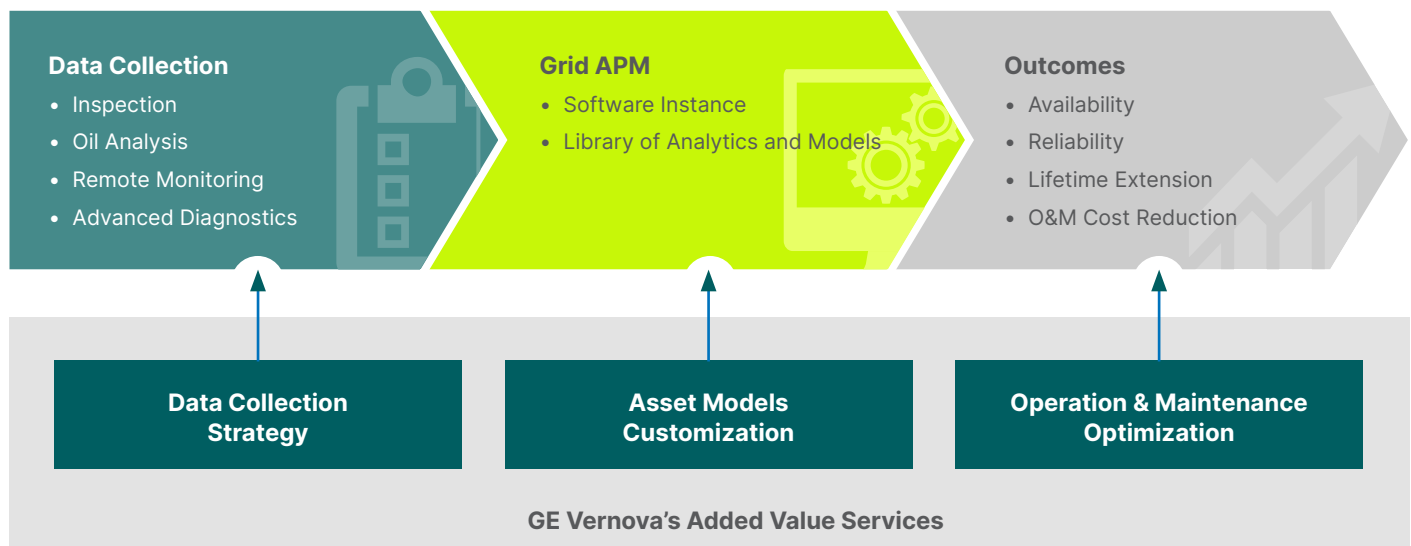 Data Collection
• Inspection
• Oil Analysis
• Remote Monitoring
• Advanced Diagnostics
Grid APM
• Software Instance
• Library of Analytics and Models
Outcomes
• Availability
• Reliability
• Lifetime Extension
• O&M Cost Reduction
Data Collection
Strategy
Asset Models
Customization
Operation & Maintenance
Optimization
GE Vernova's Added Value Services